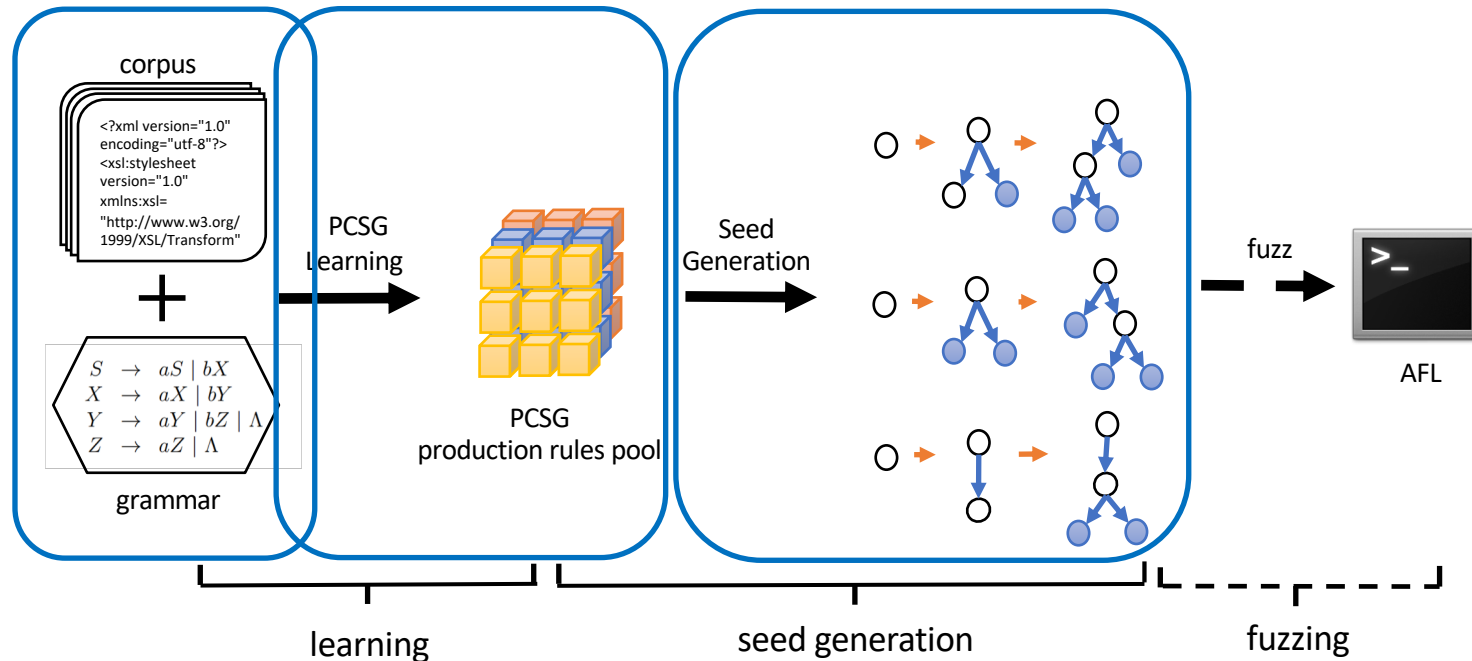 corpus
<?xml version="1.0"
encoding="utf-8"?>
<xsl:stylesheet
version="1.0"
xmlns:xsl=
"http://www.w3.org/
1999/XSL/Transform"
+
S → aS | bX
X → aX | bY
Y → aY | bZ | Λ
Z → aZ | Λ
grammar
PCSG
Learning
PCSG
production rules pool
Seed
Generation
fuzz
>_
AFL
learning
seed generation
fuzzing